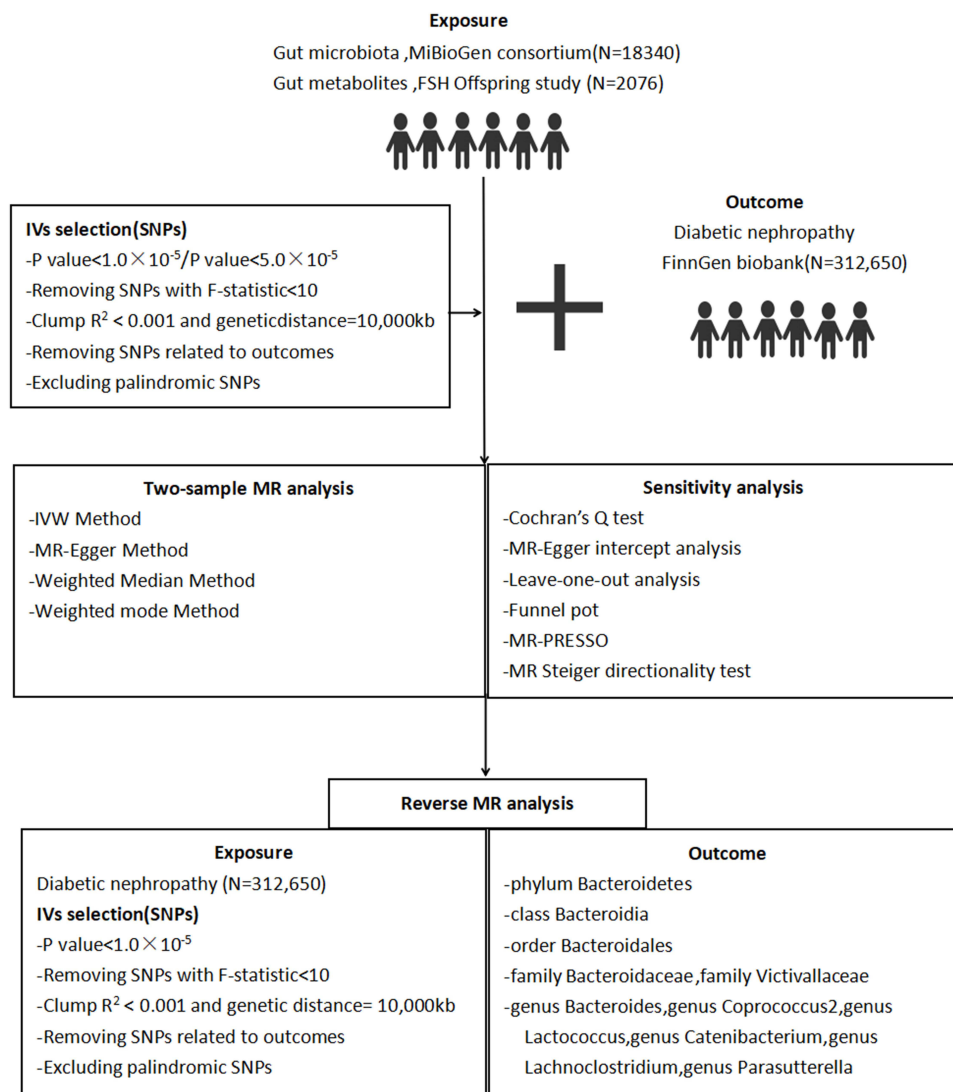 Exposure
Gut microbiota ,MiBioGen consortium(N=18340)
Gut metabolites ,FSH Offspring study (N=2076)
IVs selection(SNPs)
-P value<1.0×10⁻⁵/P value<5.0×10⁻⁵
-Removing SNPs with F-statistic<10
-Clump R² < 0.001 and geneticdistance=10,000kb
-Removing SNPs related to outcomes
-Excluding palindromic SNPs
Outcome
Diabetic nephropathy
FinnGen biobank(N=312,650)
Two-sample MR analysis
-IVW Method
-MR-Egger Method
-Weighted Median Method
-Weighted mode Method
Sensitivity analysis
-Cochran's Q test
-MR-Egger intercept analysis
-Leave-one-out analysis
-Funnel pot
-MR-PRESSO
-MR Steiger directionality test
Reverse MR analysis
Exposure
Diabetic nephropathy (N=312,650)
IVs selection(SNPs)
-P value<1.0×10⁻⁵
-Removing SNPs with F-statistic<10
-Clump R² < 0.001 and genetic distance= 10,000kb
-Removing SNPs related to outcomes
-Excluding palindromic SNPs
Outcome
-phylum Bacteroidetes
-class Bacteroidia
-order Bacteroidales
-family Bacteroidaceae,family Victivallaceae
-genus Bacteroides,genus Coprococcus2,genus
Lactococcus,genus Catenibacterium,genus
Lachnoclostridium,genus Parasutterella